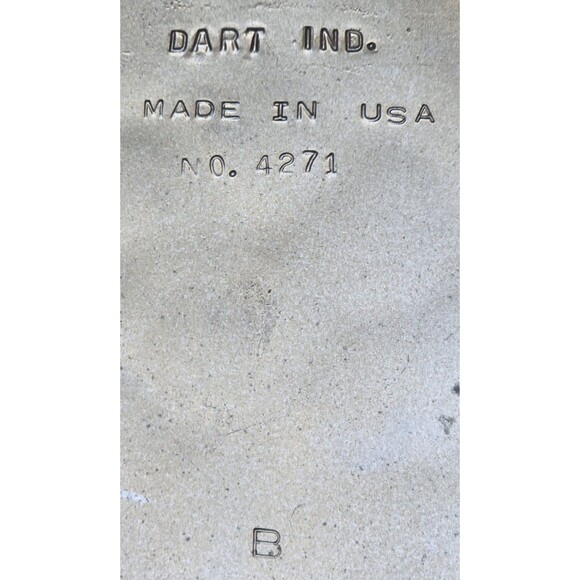 DART IND.
MADE IN USA
NO. 4271
B